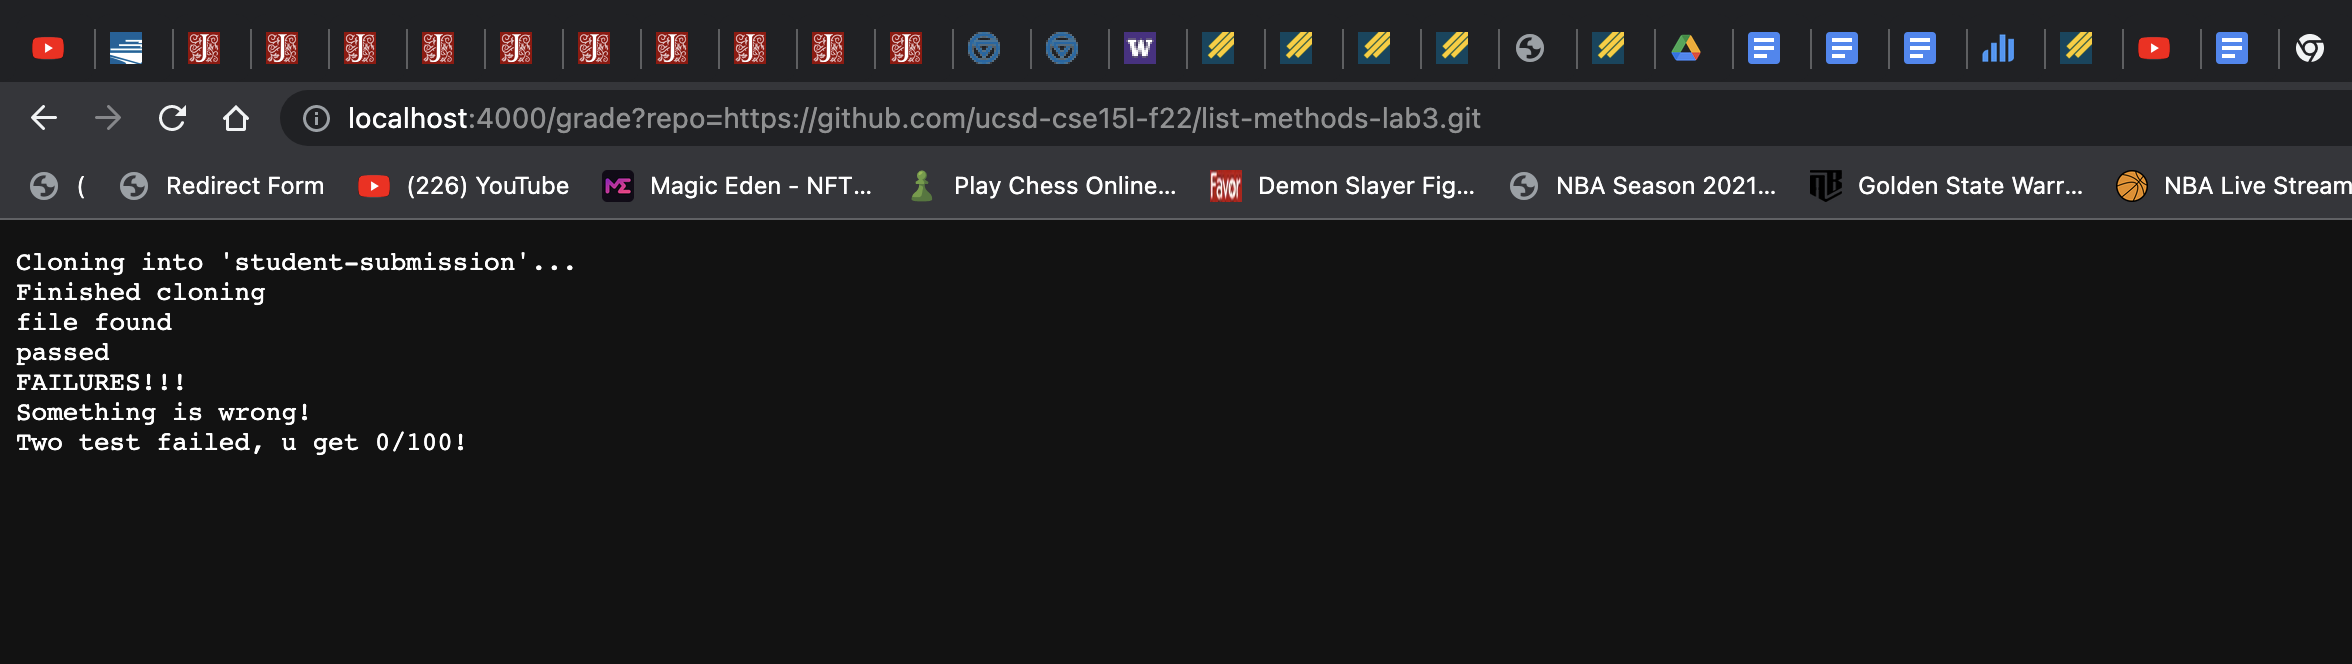 localhost:4000/grade?repo=https://github.com/ucsd-cse15l-f22/list-methods-lab3.git
( Redirect Form (226) YouTube Magic Eden - NFT... Play Chess Online... Favor Demon Slayer Fig... NBA Season 2021... Golden State Warr... NBA Live Stream
Cloning into 'student-submission'...
Finished cloning
file found
passed
FAILURES!!!
Something is wrong!
Two test failed, u get 0/100!